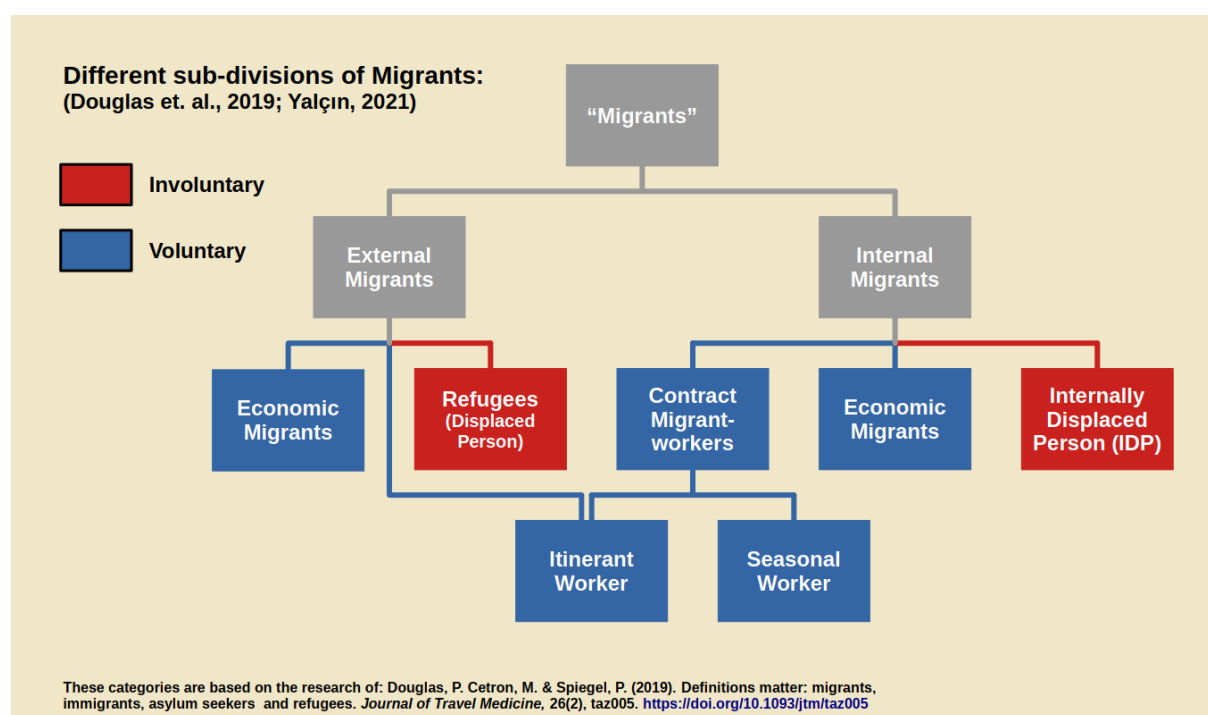 Different sub-divisions of Migrants:
(Douglas et. al., 2019; Yalçın, 2021)
Involuntary
Voluntary
“Migrants”
External
Migrants
Internal
Migrants
Economic
Migrants
Refugees
(Displaced
Person)
Contract
Migrant-
workers
Economic
Migrants
Internally
Displaced
Person (IDP)
Itinerant
Worker
Seasonal
Worker
These categories are based on the research of: Douglas, P. Cetron, M. & Spiegel, P. (2019). Definitions matter: migrants,
immigrants, asylum seekers  and refugees. Journal of Travel Medicine, 26(2), taz005. https://doi.org/10.1093/jtm/taz005